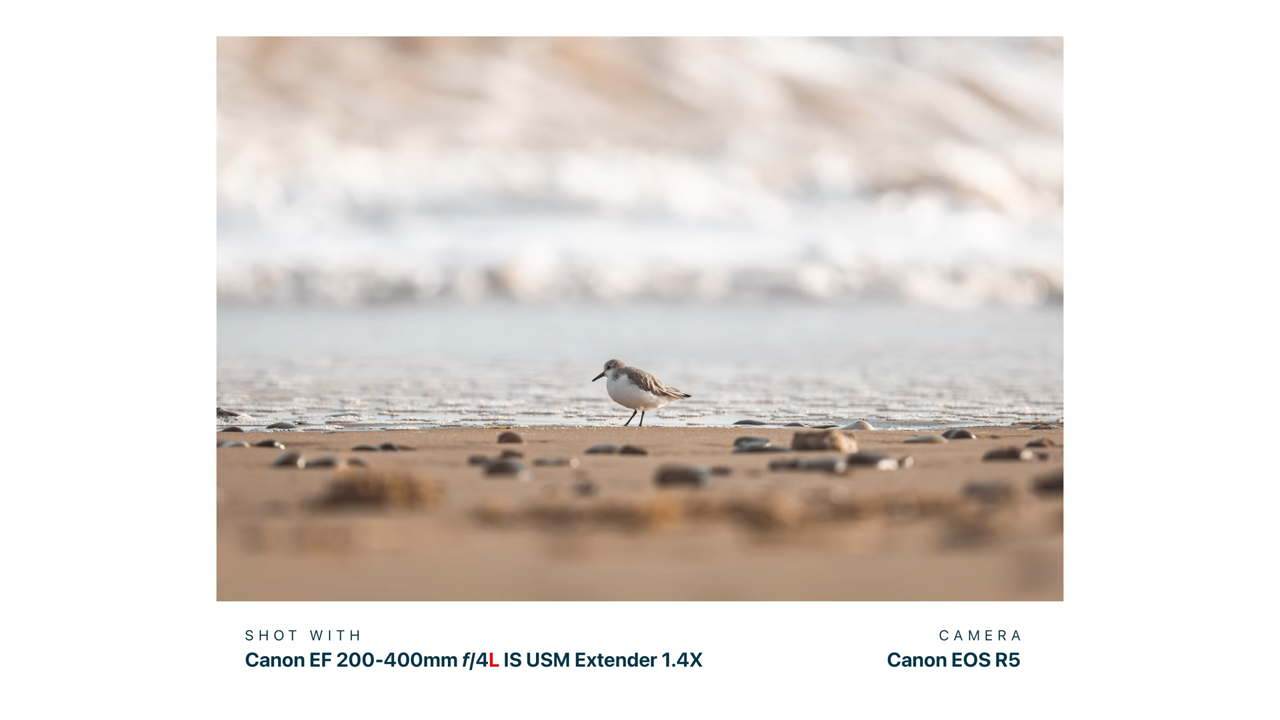 SHOT WITH
Canon EF 200-400mm f/4L IS USM Extender 1.4X
CAMERA
Canon EOS R5